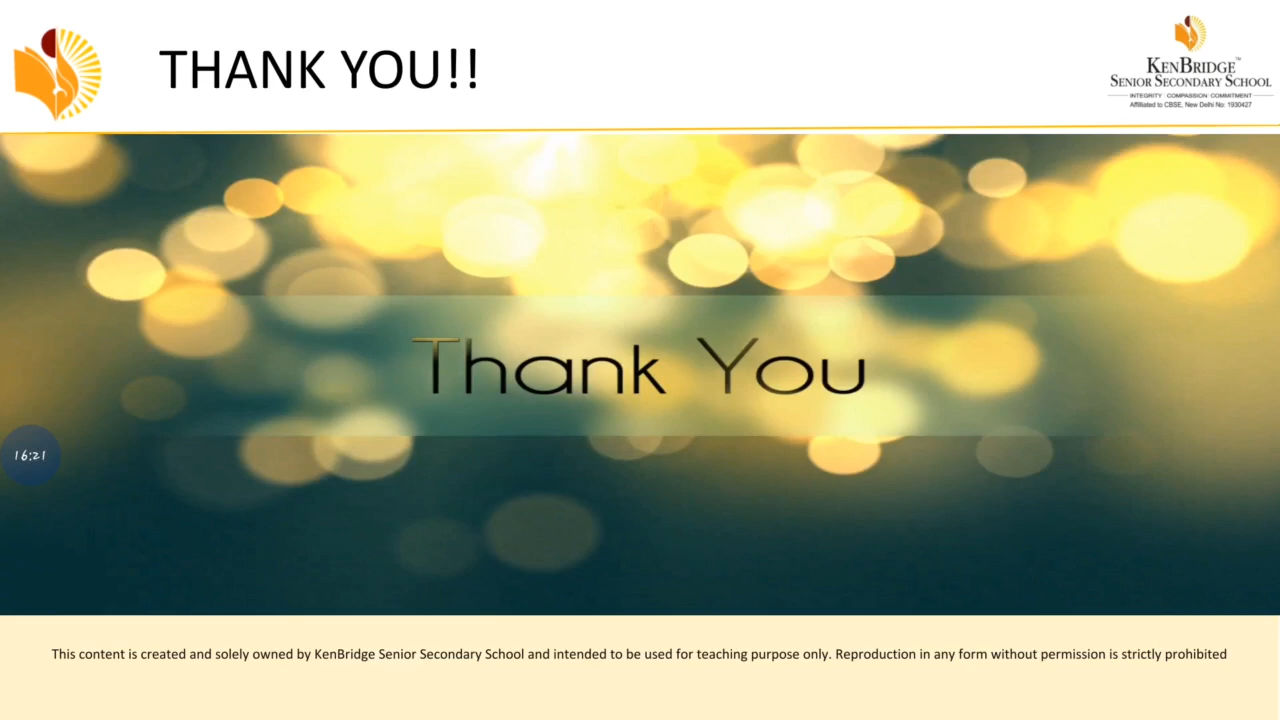 THANK YOU!!
KENBRIDGE™
SENIOR SECONDARY SCHOOL
INTEGRITY COMPASSION COMMITMENT
Affiliated to CBSE, New Delhi No: 1930427
Thank You
16:21
This content is created and solely owned by KenBridge Senior Secondary School and intended to be used for teaching purpose only. Reproduction in any form without permission is strictly prohibited